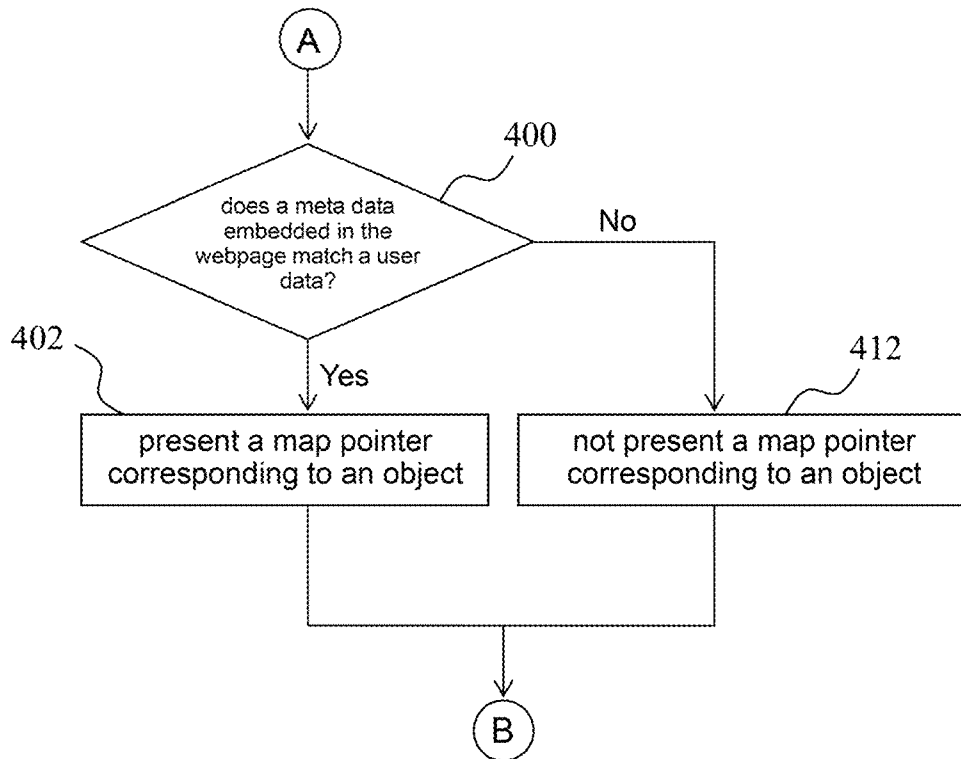 A
400
does a meta data
embedded in the
webpage match a user
data?
No
402
Yes
412
present a map pointer
corresponding to an object
not present a map pointer
corresponding to an object
B